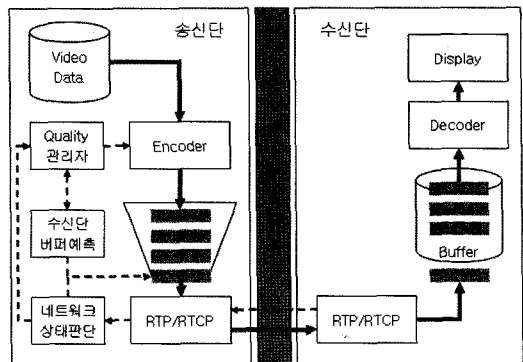 송신단
수신단
Video
Data
Display
Quality
관리자
Encoder
Decoder
수신단
버퍼예측
Buffer
네트워크
상태판단
RTP/RTCP
RTP/RTCP